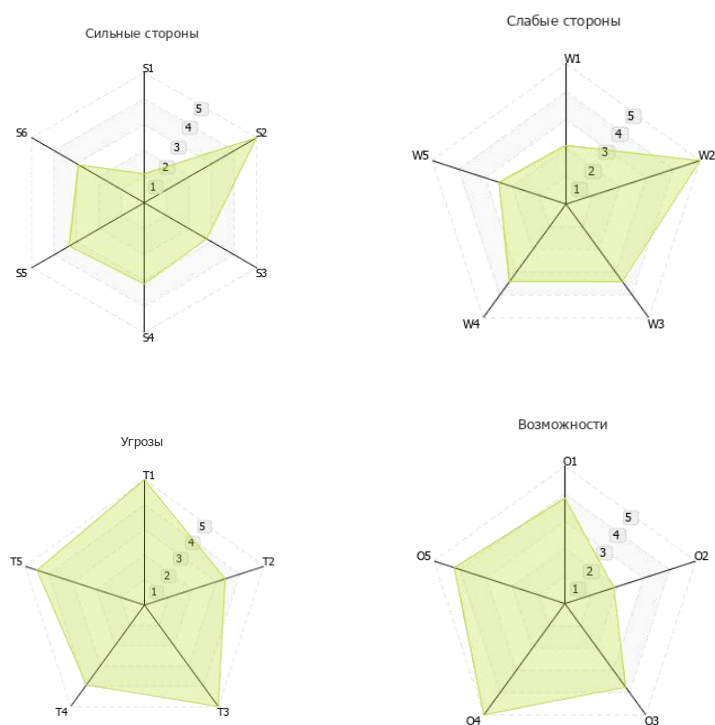 Сильные стороны
S1
S2
S3
S4
S5
S6
5
4
3
2
1
Слабые стороны
W1
W2
W3
W4
W5
5
4
3
2
1
Угрозы
T1
T2
T3
T4
T5
5
4
3
2
1
Возможности
O1
O2
O3
O4
O5
5
4
3
2
1